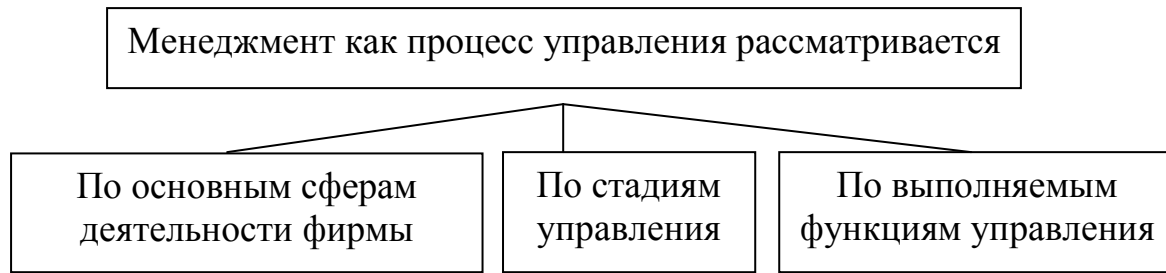 Менеджмент как процесс управления рассматривается
По основным сферам
деятельности фирмы
По стадиям
управления
По выполняемым
функциям управления